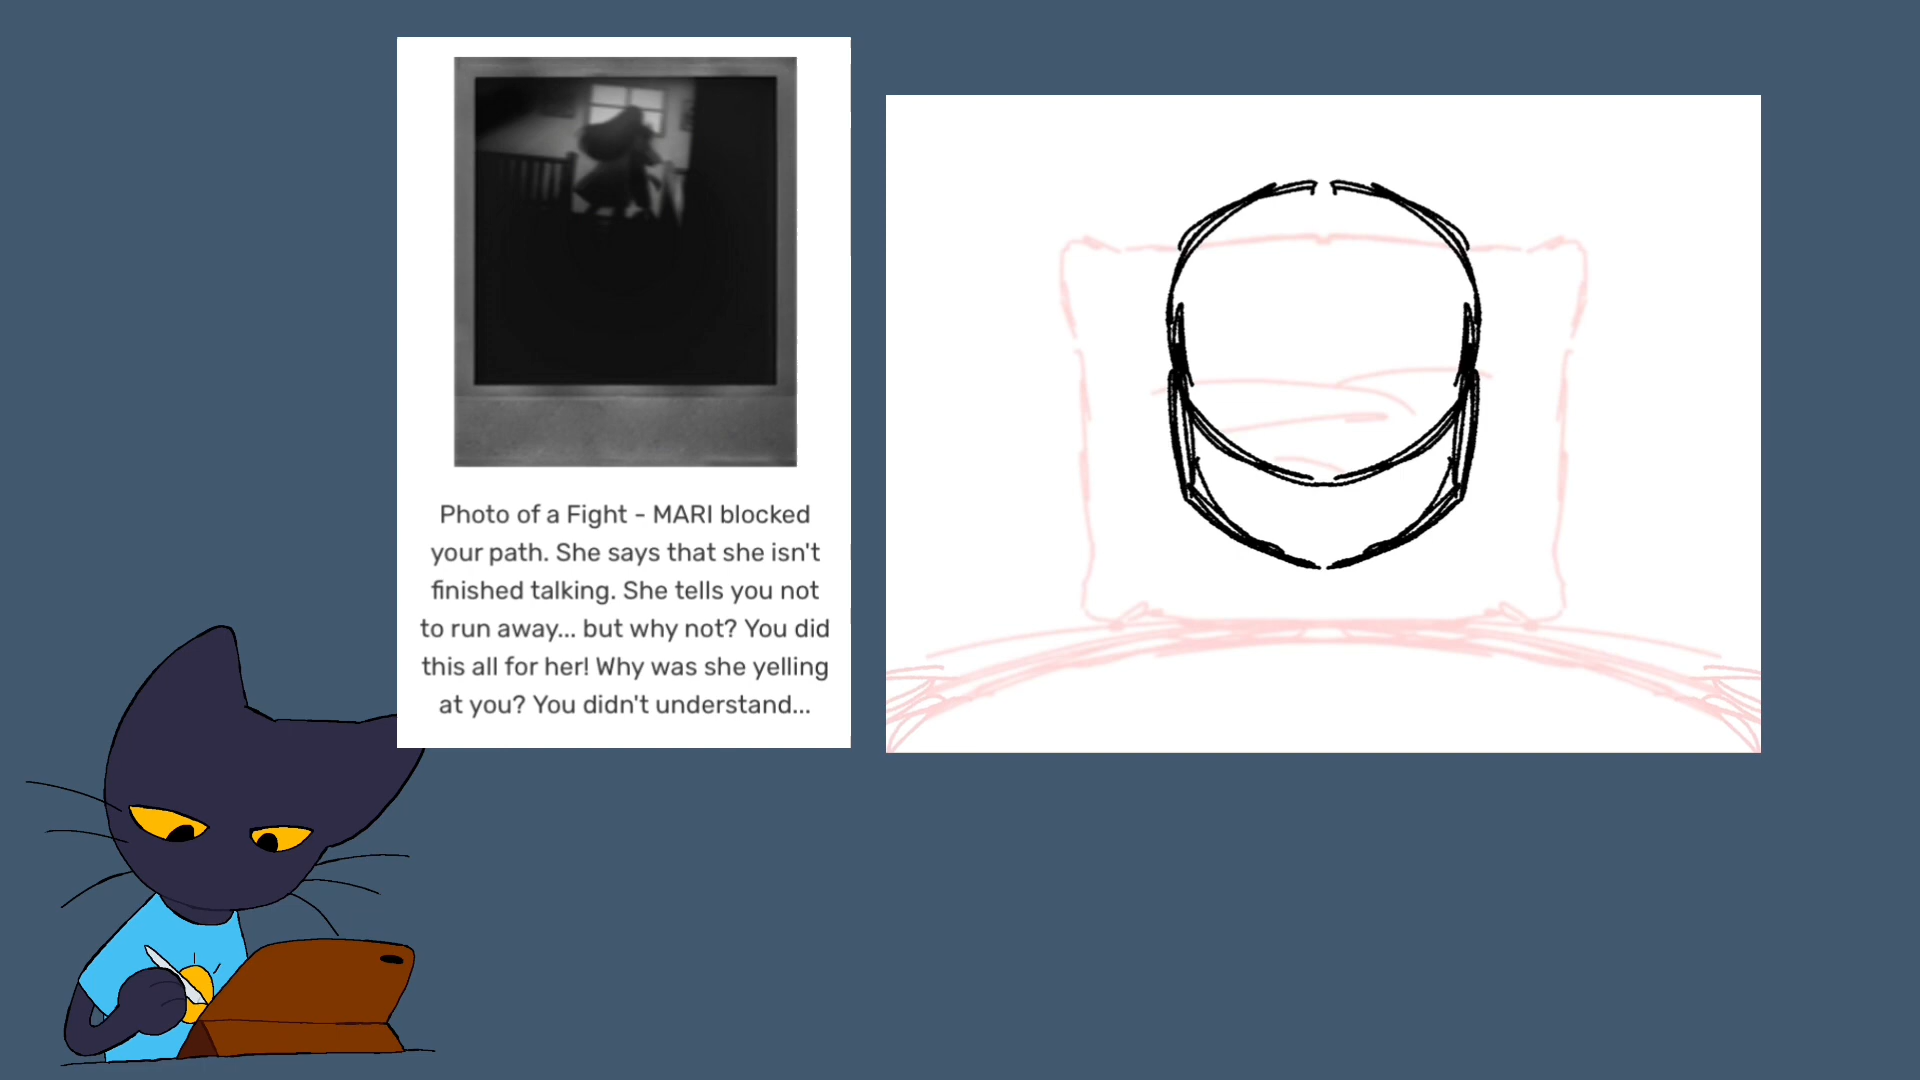 Photo of a Fight - MARI blocked
your path. She says that she isn't
finished talking. She tells you not
to run away... but why not? You did
this all for her! Why was she yelling
at you? You didn't understand...